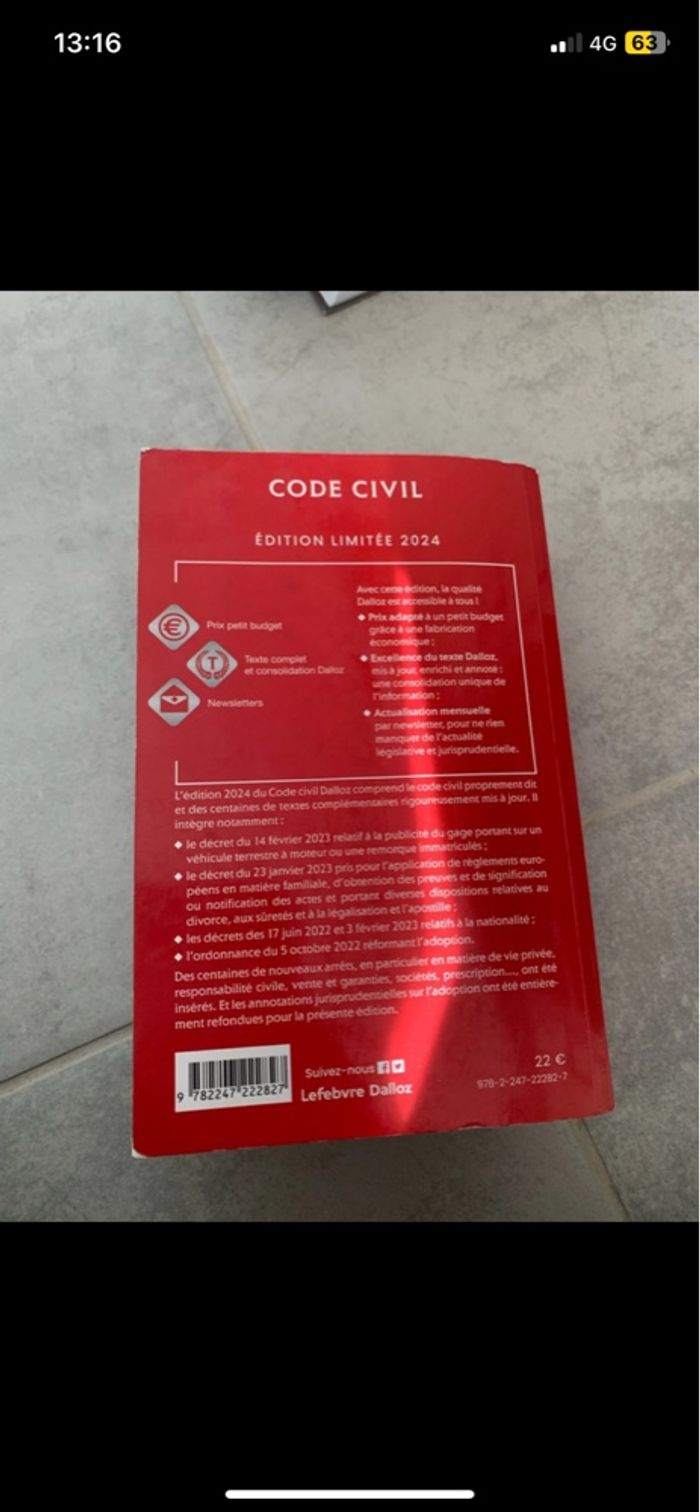 13:16
4G 63
CODE CIVIL
ÉDITION LIMITÉE 2024
Prix petit budget
Texte complet
et consolidation Dalloz
Newsletters
Avec cette édition, la qualité
Dalloz est accessible à tous !
◆ Prix adapté à un petit budget
grâce à une fabrication
économique ;
◆ Excellence du texte Dalloz,
mis à jour, enrichi et annoté :
une consolidation unique de
l'information ;
◆ Actualisation mensuelle
par newsletter, pour ne rien
manquer de l'actualité
législative et jurisprudentielle.
L'édition 2024 du Code civil Dalloz comprend le code civil proprement dit
et des centaines de textes complémentaires rigoureusement mis à jour. Il
intègre notamment :
◆ le décret du 14 février 2023 relatif à la publicité du gage portant sur un
véhicule terrestre à moteur ou une remorque immatriculés ;
◆ le décret du 23 janvier 2023 pris pour l'application de règlements euro-
péens en matière familiale, d'obtention des preuves et de signification
ou notification des actes et portant diverses dispositions relatives au
divorce, aux sûretés et à la légalisation et l'apostille ;
◆ les décrets des 17 juin 2022 et 3 février 2023 relatifs à la nationalité ;
◆ l'ordonnance du 5 octobre 2022 réformant l'adoption.
Des centaines de nouveaux arrêts, en particulier en matière de vie privée,
responsabilité civile, vente et garanties, sociétés, prescription..., ont été
insérés. Et les annotations jurisprudentielles sur l'adoption ont été entière-
ment refondues pour la présente édition.
9 782247 222827
Suivez-nous
Lefebvre Dalloz
22 €
978-2-247-22282-7